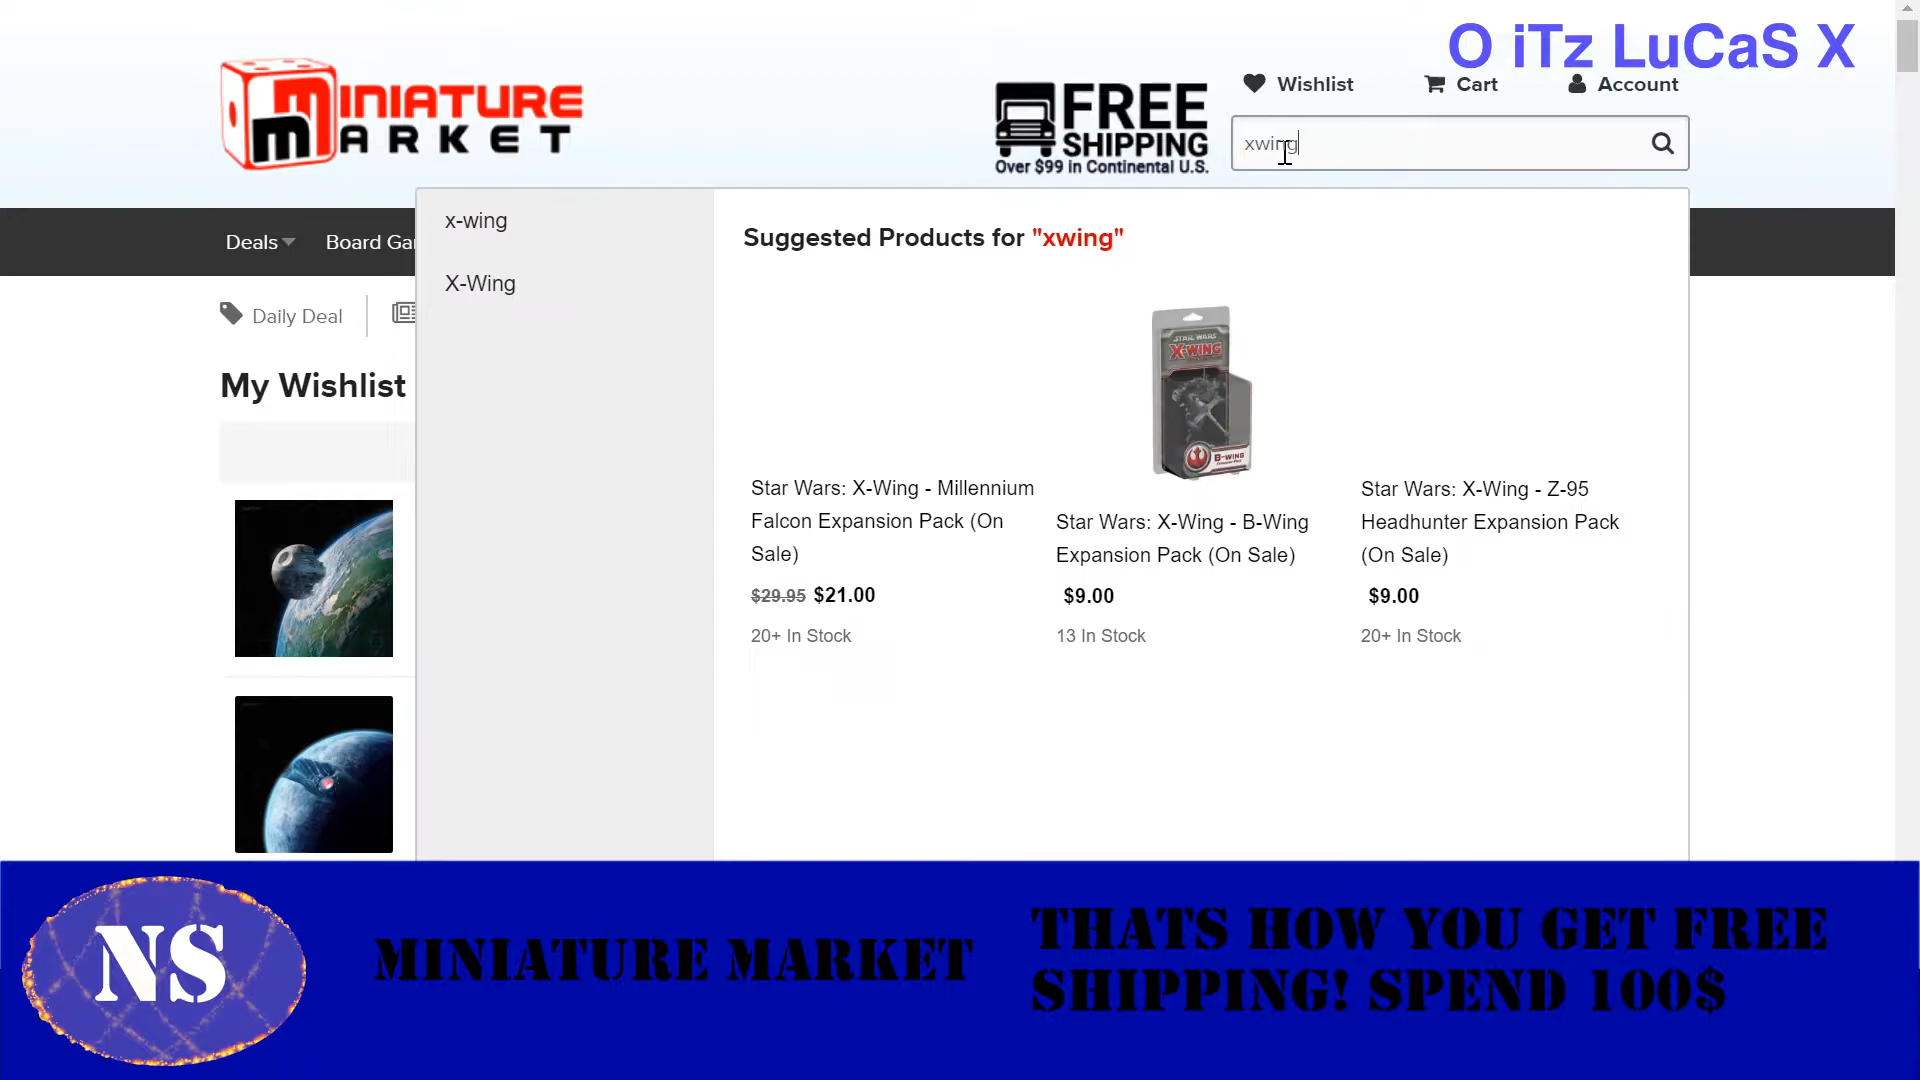 O iTz LuCaS X
MINIATURE
MARKET
FREE
SHIPPING
Over $99 in Continental U.S.
Wishlist
Cart
Account
xwing
Deals
Board Ga
x-wing
X-Wing
Suggested Products for "xwing"
Daily Deal
My Wishlist
STAR WARS
X-WING
B-WING
Star Wars: X-Wing - Millennium
Falcon Expansion Pack (On
Sale)
$29.95 $21.00
20+ In Stock
Star Wars: X-Wing - B-Wing
Expansion Pack (On Sale)
$9.00
13 In Stock
Star Wars: X-Wing - Z-95
Headhunter Expansion Pack
(On Sale)
$9.00
20+ In Stock
NS
MINIATURE MARKET
THATS HOW YOU GET FREE
SHIPPING! SPEND 100$